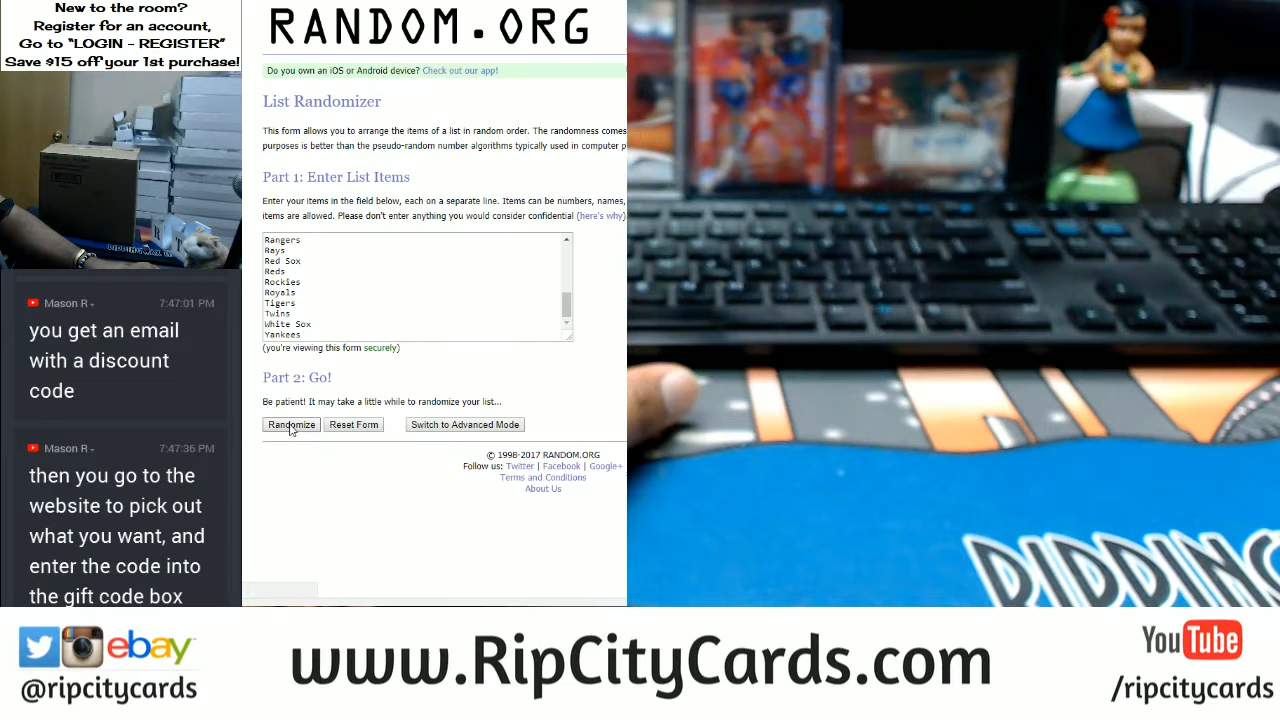 New to the room?
Register for an account,
Go to “LOGIN - REGISTER”
Save $15 off your 1st purchase!
Mason R 7:47:01 PM
you get an email
with a discount
code
Mason R 7:47:36 PM
then you go to the
website to pick out
what you want, and
enter the code into
the gift code box
RANDOM.ORG
Do you own an iOS or Android device? Check out our app!
List Randomizer
This form allows you to arrange the items of a list in random order. The randomness comes
purposes is better than the pseudo-random number algorithms typically used in computer p
Part 1: Enter List Items
Enter your items in the field below, each on a separate line. Items can be numbers, names,
items are allowed. Please don't enter anything you would consider confidential (here's why)
Rangers
Rays
Red Sox
Reds
Rockies
Royals
Tigers
Twins
White Sox
Yankees
(you're viewing this form securely)
Part 2: Go!
Be patient! It may take a little while to randomize your list...
Randomize Reset Form Switch to Advanced Mode
© 1998-2017 RANDOM.ORG
Follow us: Twitter | Facebook | Google+
Terms and Conditions
About Us
RIPPING
ebay
@ripcitycards
www.RipCityCards.com
YouTube
/ripcitycards